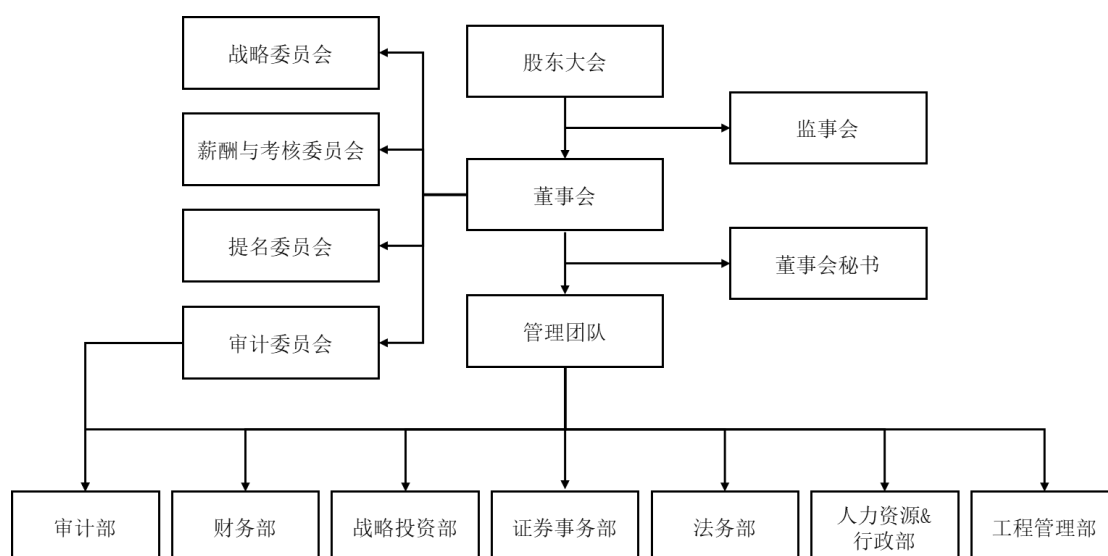 战略委员会
股东大会
监事会
薪酬与考核委员会
董事会
提名委员会
董事会秘书
审计委员会
管理团队
审计部
财务部
战略投资部
证券事务部
法务部
人力资源&
行政部
工程管理部